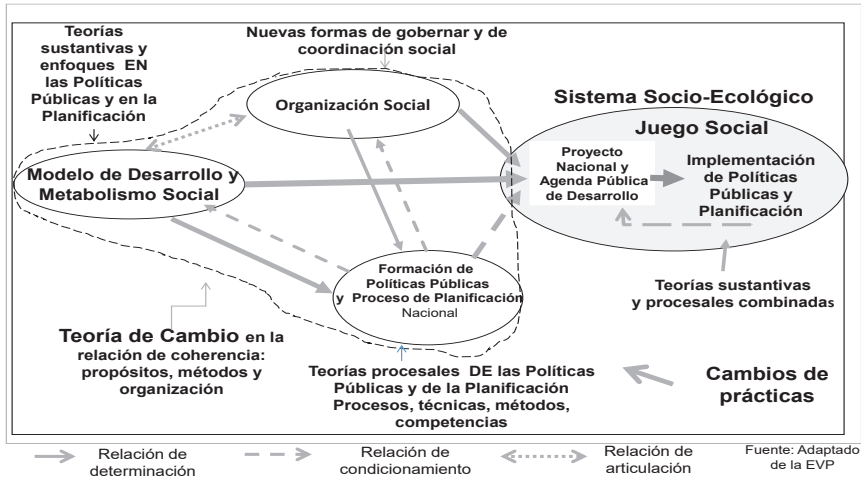 Teorías
sustantivas y
enfoques EN
las Políticas
Públicas y en la
Planificación
Nuevas formas de gobernar y de
coordinación social
Organización Social
Sistema Socio-Ecológico
Juego Social
Modelo de Desarrollo y
Metabolismo Social
Proyecto
Nacional y
Agenda Pública
de Desarrollo
Implementación
de Políticas
Públicas y
Planificación
Formación de
Políticas Públicas
y Proceso de Planificación
Nacional
Teorías sustantivas
y procesales combinadas
Teoría de Cambio en la
relación de coherencia:
propósitos, métodos y
organización
Teorías procesales DE las Políticas
Públicas y de la Planificación
Procesos, técnicas, métodos,
competencias
Cambios de
prácticas
Relación de
determinación
Relación de
condicionamiento
Relación de
articulación
Fuente: Adaptado
de la EVP